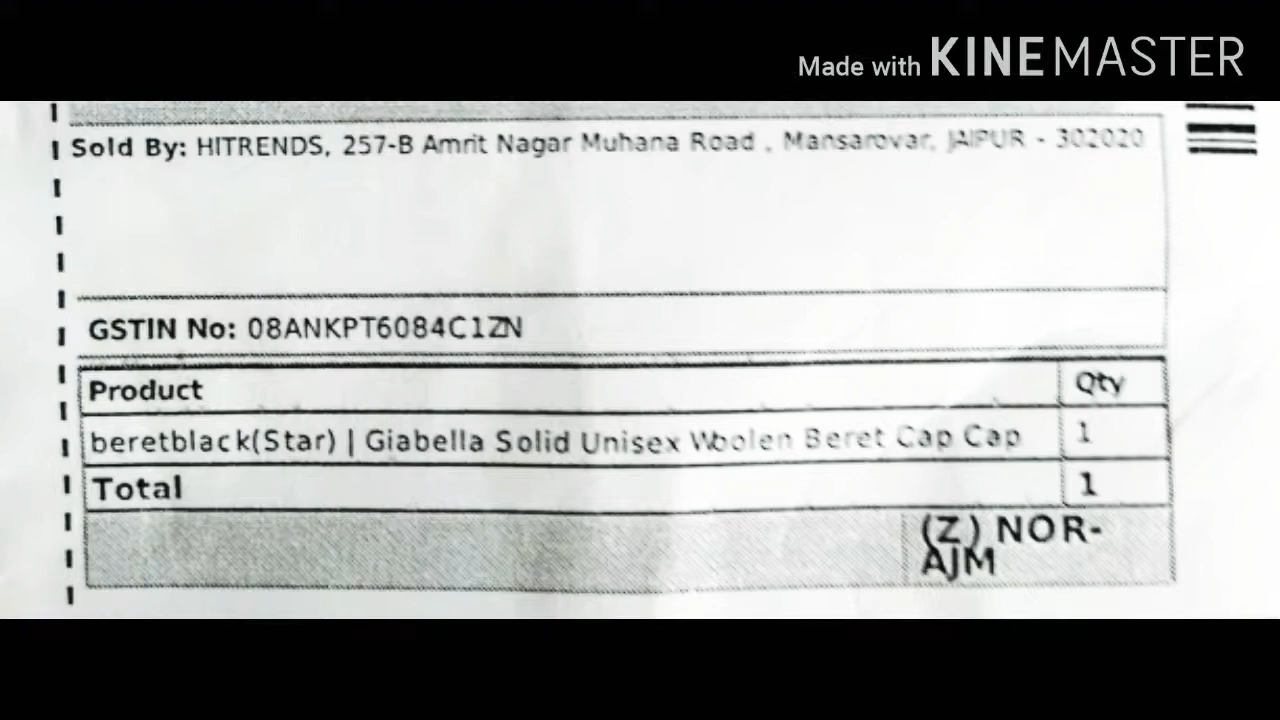 Made with KINEMASTER
Sold By: HITRENDS, 257-B Amrit Nagar Muhana Road , Mansarovar, JAIPUR - 302020
GSTIN No: 08ANKPT6084C1ZN
Product Qty
beretblack(Star) | Giabella Solid Unisex Woolen Beret Cap Cap 1
Total 1
(Z) NOR-
AJM